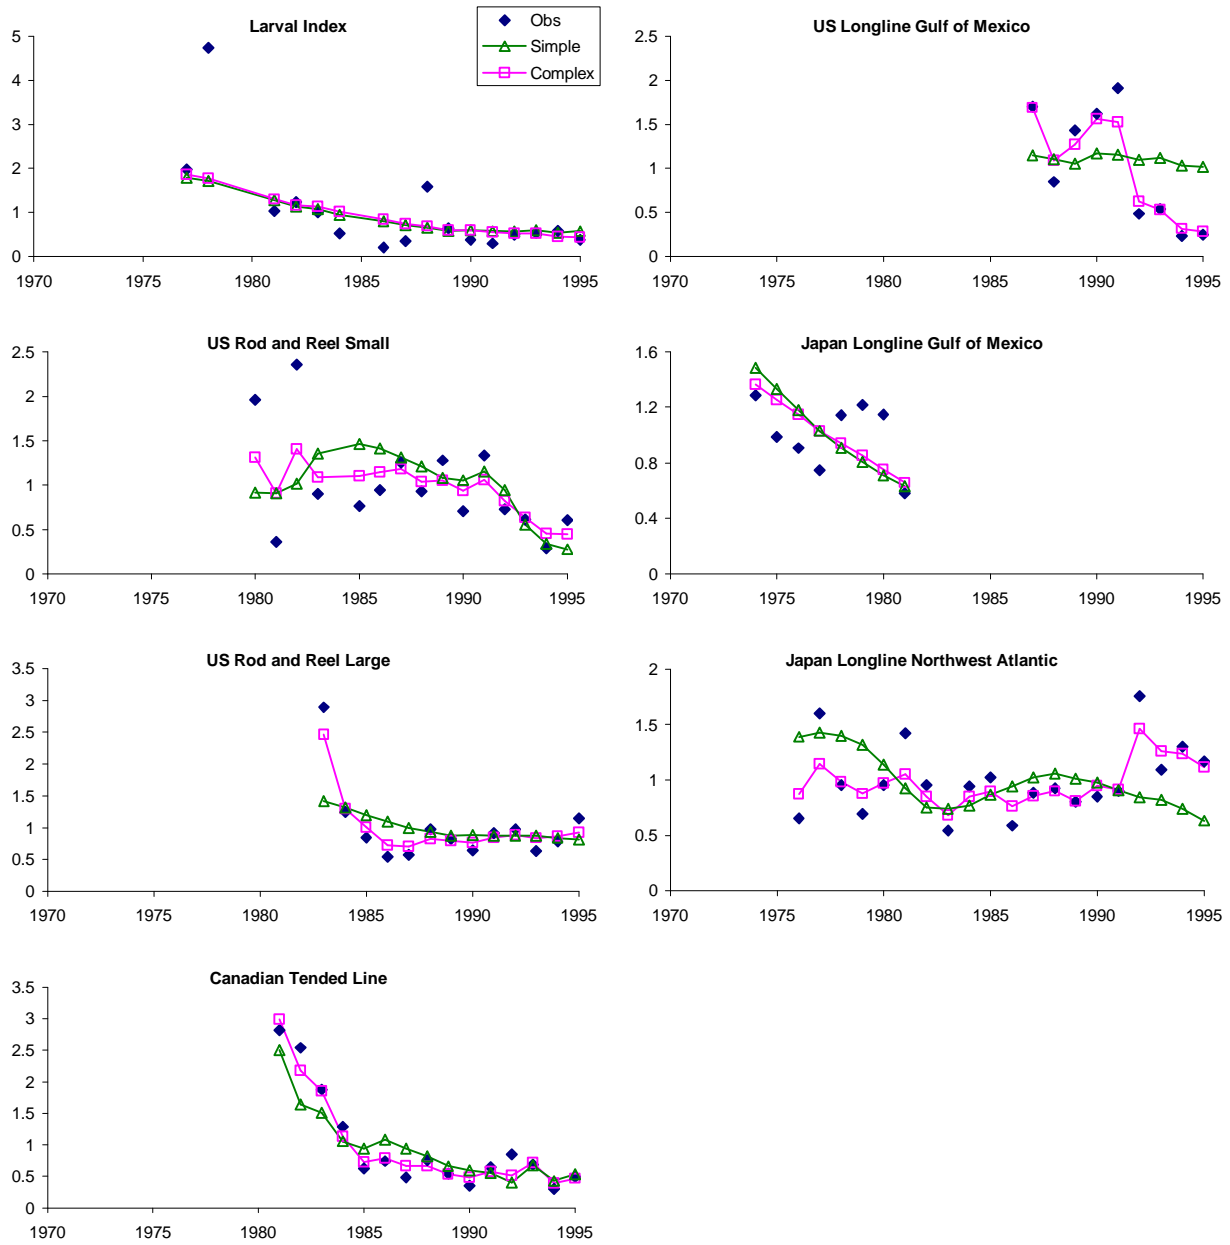 Larval Index
Obs
Simple
Complex
5
4
3
2
1
0
1970 1975 1980 1985 1990 1995
US Longline Gulf of Mexico
2.5
2
1.5
1
0.5
0
1970 1975 1980 1985 1990 1995
US Rod and Reel Small
2.5
2
1.5
1
0.5
0
1970 1975 1980 1985 1990 1995
Japan Longline Gulf of Mexico
1.6
1.2
0.8
0.4
0
1970 1975 1980 1985 1990 1995
US Rod and Reel Large
3.5
3
2.5
2
1.5
1
0.5
0
1970 1975 1980 1985 1990 1995
Japan Longline Northwest Atlantic
2
1.5
1
0.5
0
1970 1975 1980 1985 1990 1995
Canadian Tended Line
3.5
3
2.5
2
1.5
1
0.5
0
1970 1975 1980 1985 1990 1995